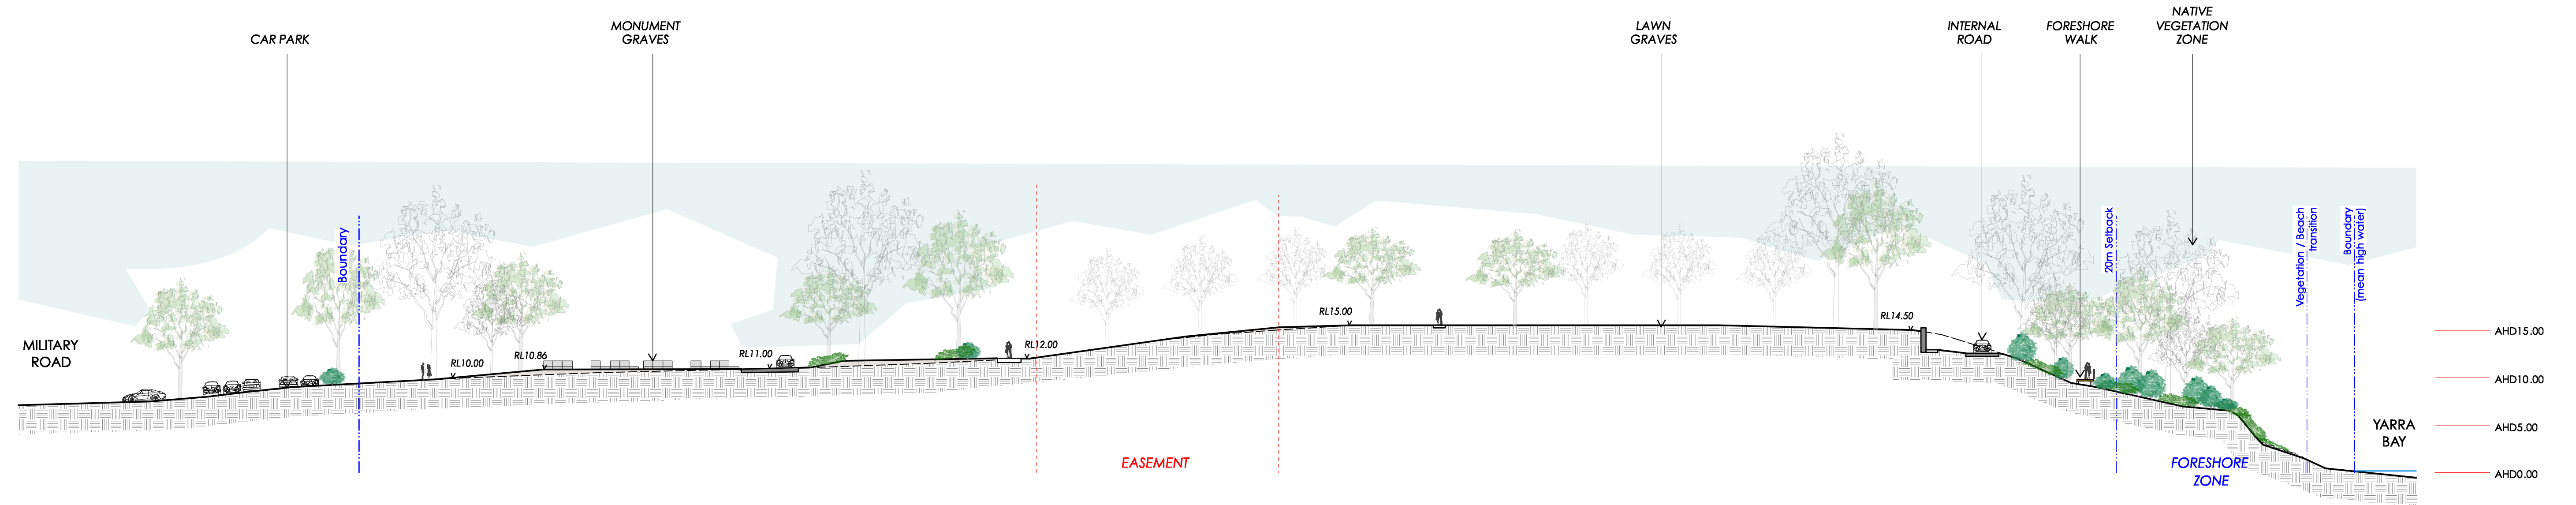 CAR PARK
MONUMENT
GRAVES
LAWN
GRAVES
INTERNAL
ROAD
FORESHORE
WALK
NATIVE
VEGETATION
ZONE
Boundary
20m Setback
Vegetation / Beach
transition
Boundary
(mean high water)
MILITARY
ROAD
RL10.00
RL10.86
RL11.00
RL12.00
RL15.00
RL14.50
EASEMENT
FORESHORE
ZONE
YARRA
BAY
AHD15.00
AHD10.00
AHD5.00
AHD0.00